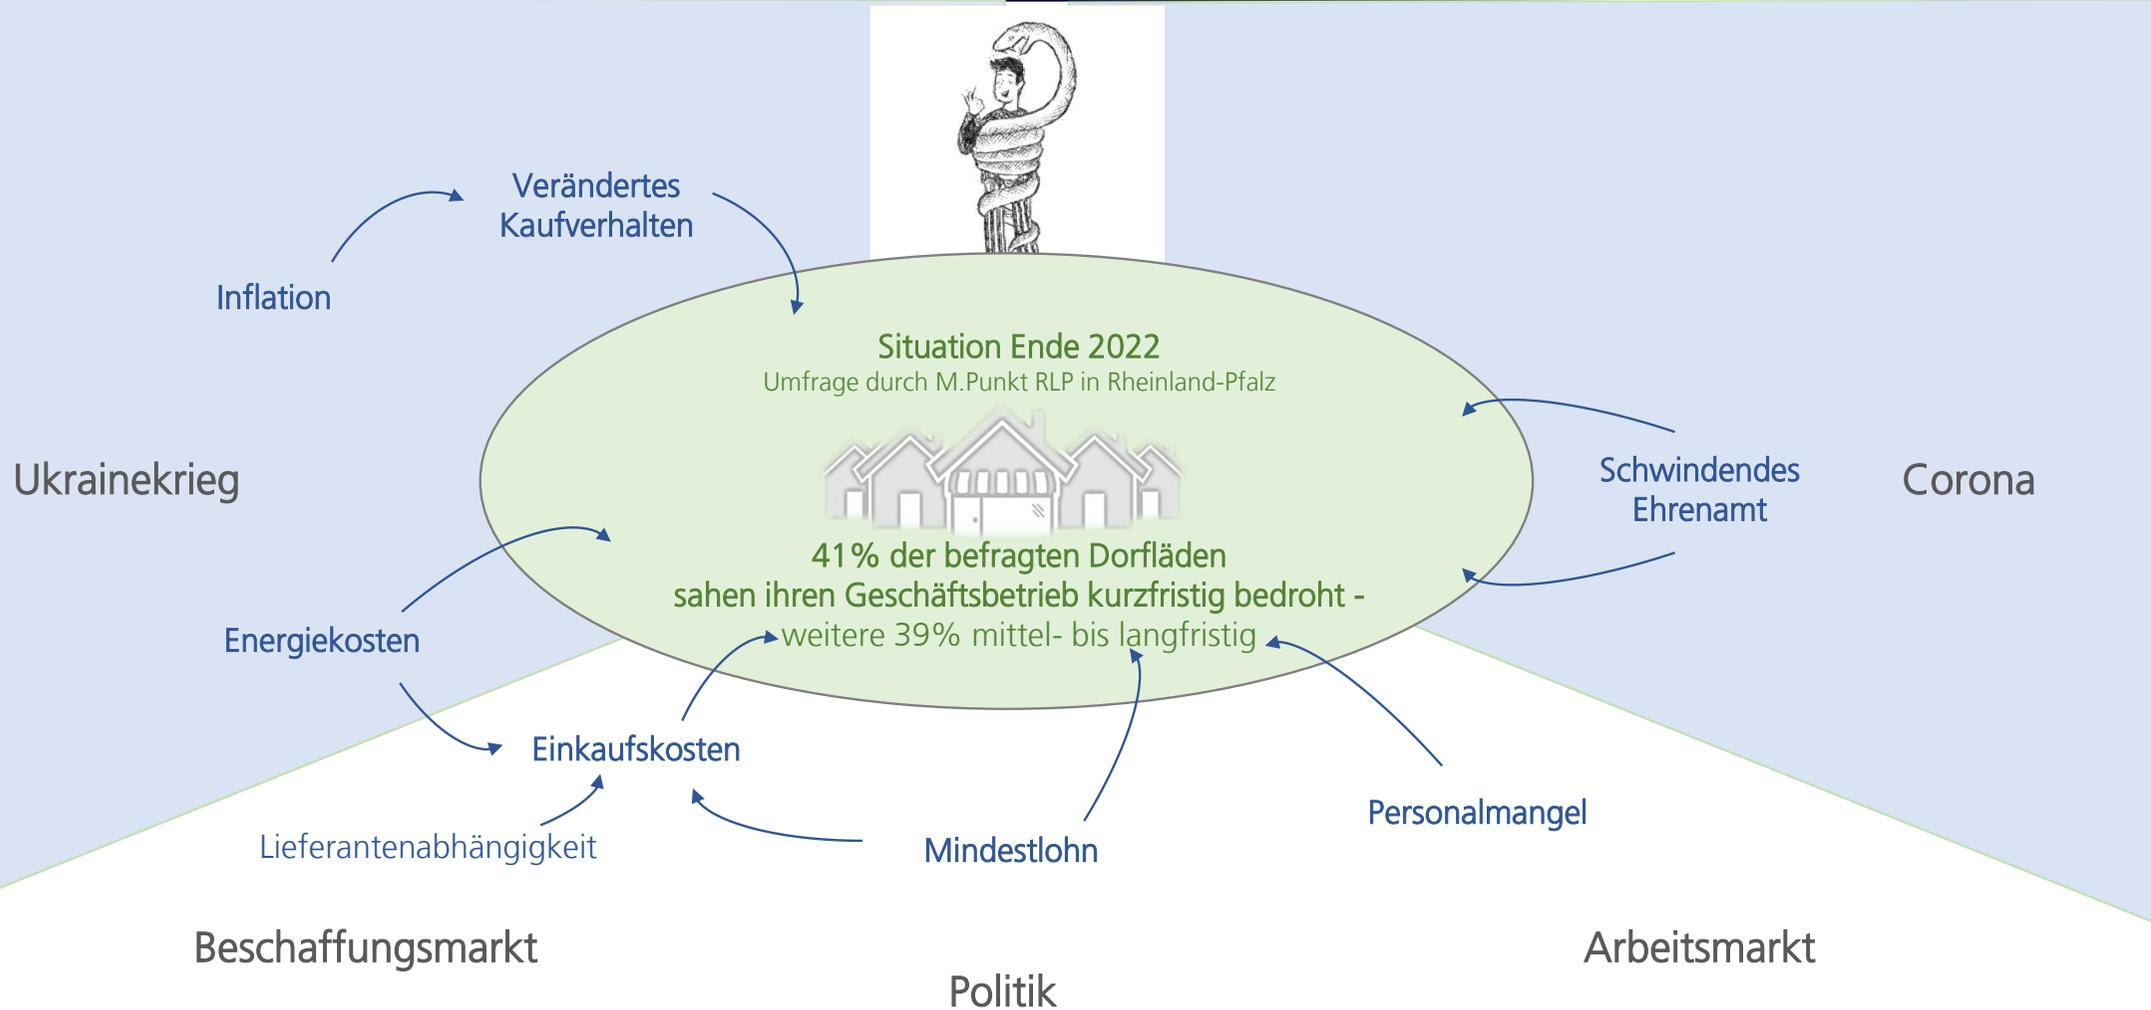 Verändertes
Kaufverhalten
Inflation
Situation Ende 2022
Umfrage durch M.Punkt RLP in Rheinland-Pfalz
Ukrainekrieg
Schwindendes
Ehrenamt
Corona
41% der befragten Dorfläden
sahen ihren Geschäftsbetrieb kurzfristig bedroht -
weitere 39% mittel- bis langfristig
Energiekosten
Einkaufskosten
Lieferantenabhängigkeit
Mindestlohn
Personalmangel
Beschaffungsmarkt
Arbeitsmarkt
Politik